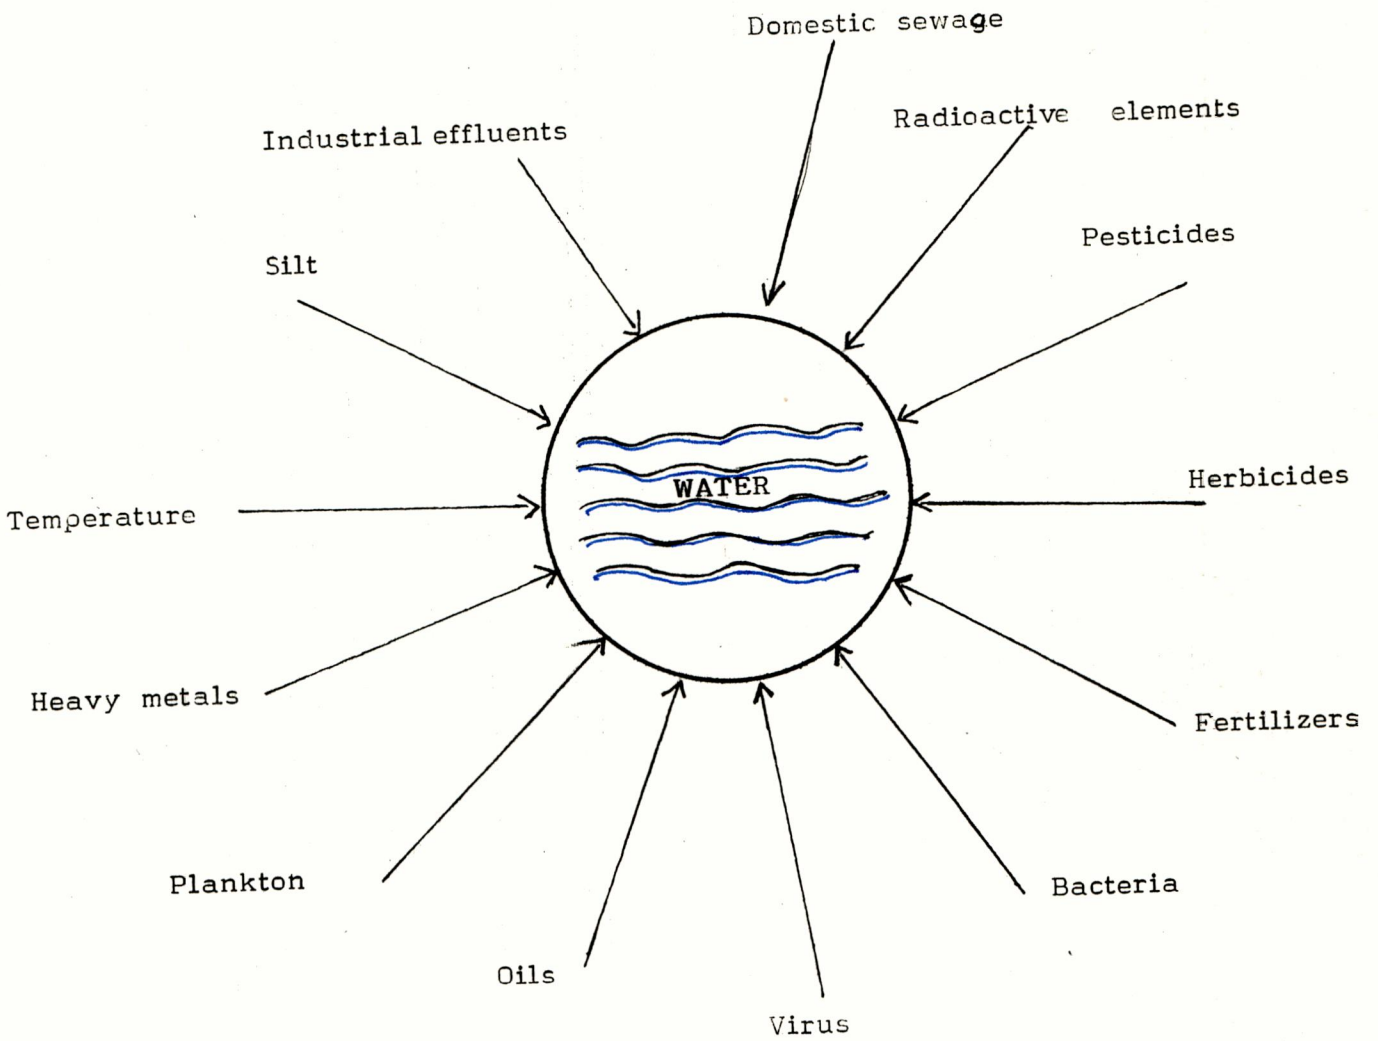 Domestic sewage
Radioactive elements
Industrial effluents
Pesticides
Silt
Herbicides
WATER
Temperature
Heavy metals
Fertilizers
Plankton
Bacteria
Oils
Virus